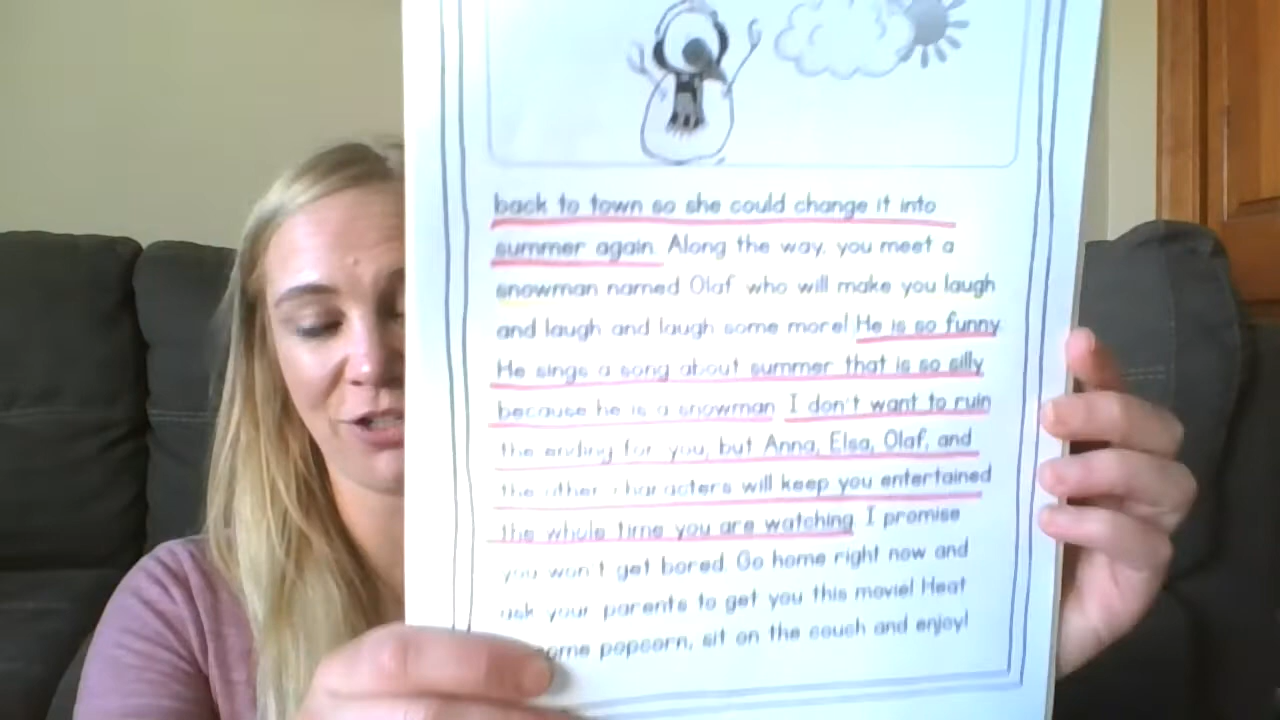 back to town so she could change it into
summer again. Along the way, you meet a
snowman named Olaf who will make you laugh
and laugh and laugh some more! He is so funny.
He sings a song about summer that is so silly
because he is a snowman. I don't want to ruin
the ending for you, but Anna, Elsa, Olaf, and
the other characters will keep you entertained
the whole time you are watching. I promise
you won't get bored. Go home right now and
ask your parents to get you this movie! Heat
some popcorn, sit on the couch and enjoy!